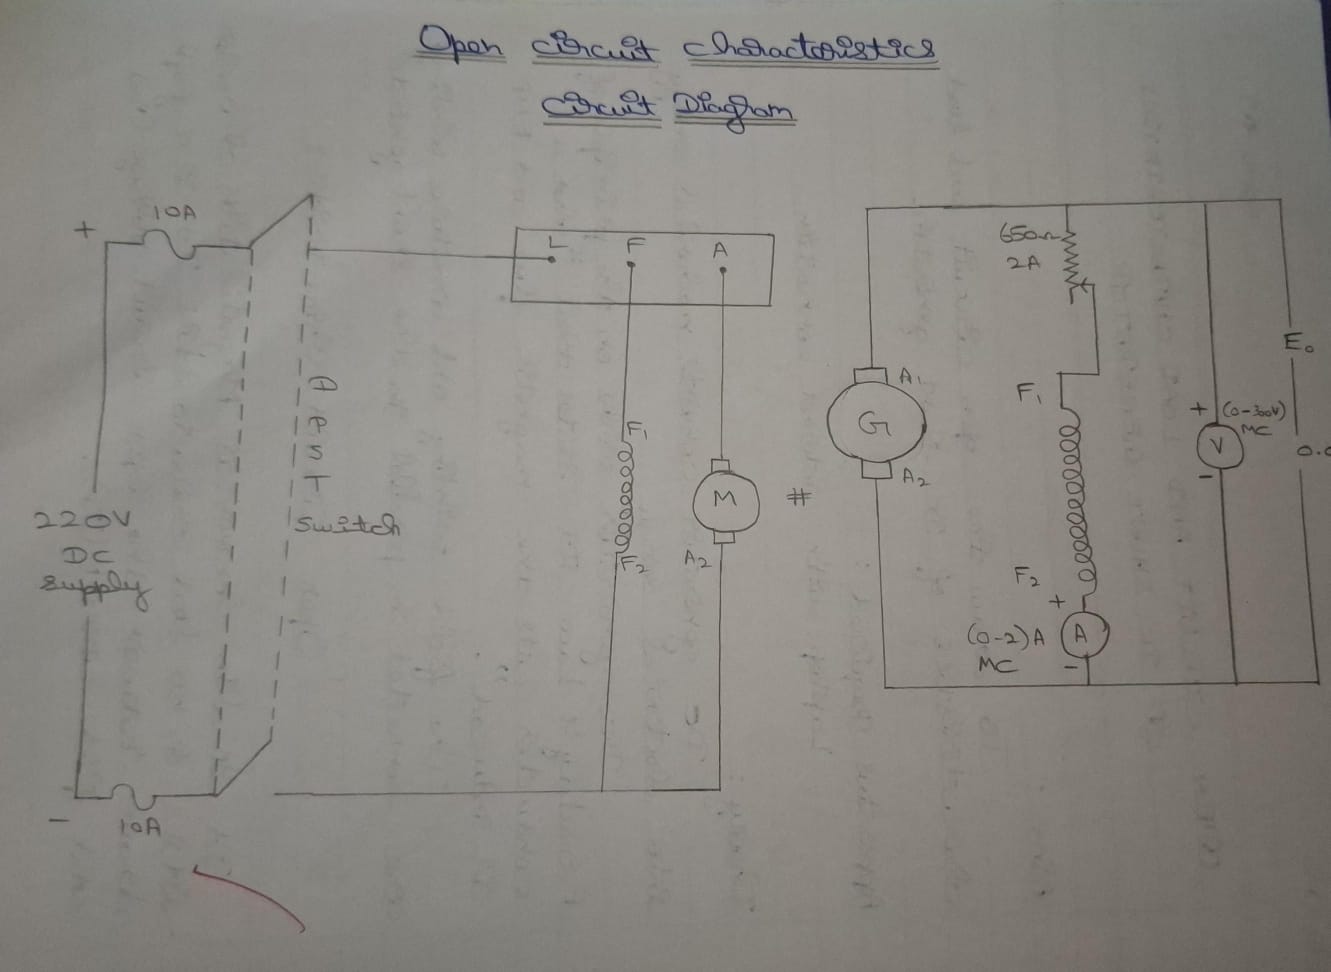 Open circuit characteristics
circuit Diagram
+
10A
L F A
650Ω
2A
E₀
A₁
F₁
+ (0-300V)
MC
G
V
-
0.
A₂
D P S T
switch
220V
DC
supply
F₁
M
#
F₂
A₂
F₂
+
(0-2)A
MC
A
-
-
10A